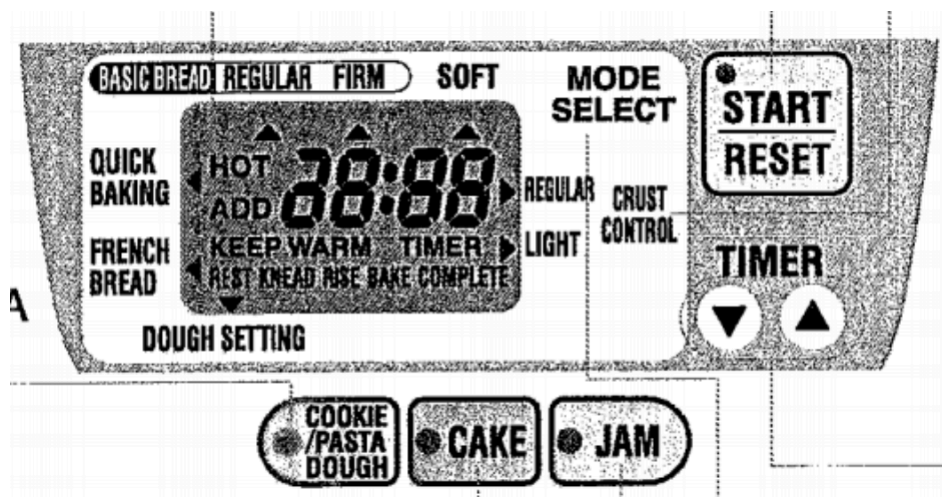 BASIC BREAD REGULAR FIRM SOFT
MODE
SELECT
START
RESET
QUICK
BAKING
HOT
ADD
88:88
REGULAR
CRUST
CONTROL
FRENCH
BREAD
KEEP WARM TIMER
LIGHT
REST KNEAD RISE BAKE COMPLETE
TIMER
DOUGH SETTING
COOKIE
/PASTA
DOUGH
CAKE
JAM